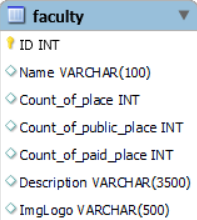 faculty
ID INT
Name VARCHAR(100)
Count_of_place INT
Count_of_public_place INT
Count_of_paid_place INT
Description VARCHAR(3500)
ImgLogo VARCHAR(500)